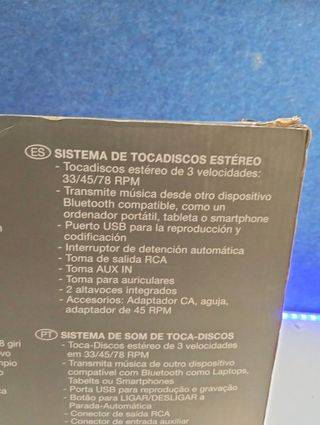 ES SISTEMA DE TOCADISCOS ESTÉREO
- Tocadiscos estéreo de 3 velocidades:
33/45/78 RPM
- Transmite música desde otro dispositivo
Bluetooth compatible, como un
ordenador portátil, tableta o smartphone
- Puerto USB para la reproducción y
codificación
- Interruptor de detención automática
- Toma de salida RCA
- Toma AUX IN
- Toma para auriculares
- 2 altavoces integrados
- Accesorios: Adaptador CA, aguja,
adaptador de 45 RPM
PT SISTEMA DE SOM DE TOCA-DISCOS
- Toca-Discos estéreo de 3 velocidades
em 33/45/78 RPM
- Transmita música de outro dispositivo
compatível com Bluetooth como Laptops,
Tabelts ou Smartphones
- Porta USB para reprodução e gravação
- Botão para LIGAR/DESLIGAR a
Parada-Automática
- Conector de saída RCA
- Conector de entrada auxiliar
8 giri